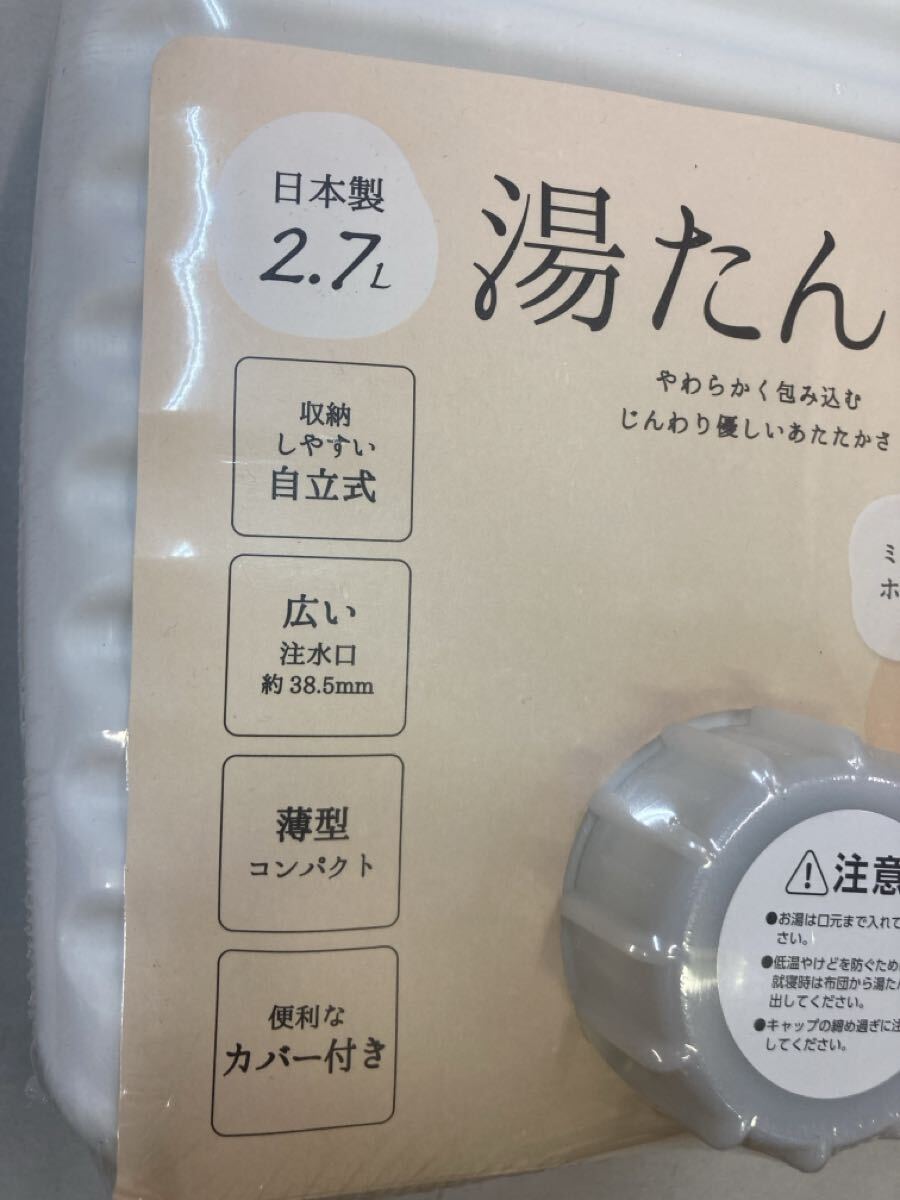 日本製
2.7L
湯たん
やわらかく包み込む
じんわり優しいあたたかさ
収納
しやすい
自立式
広い
注水口
約38.5mm
薄型
コンパクト
便利な
カバー付き
ミ
ホ
注意
●お湯は口元まで入れて
さい。
●低温やけどを防ぐため
就寝時は布団から湯たん
出してください。
●キャップの締め過ぎに注
してください。